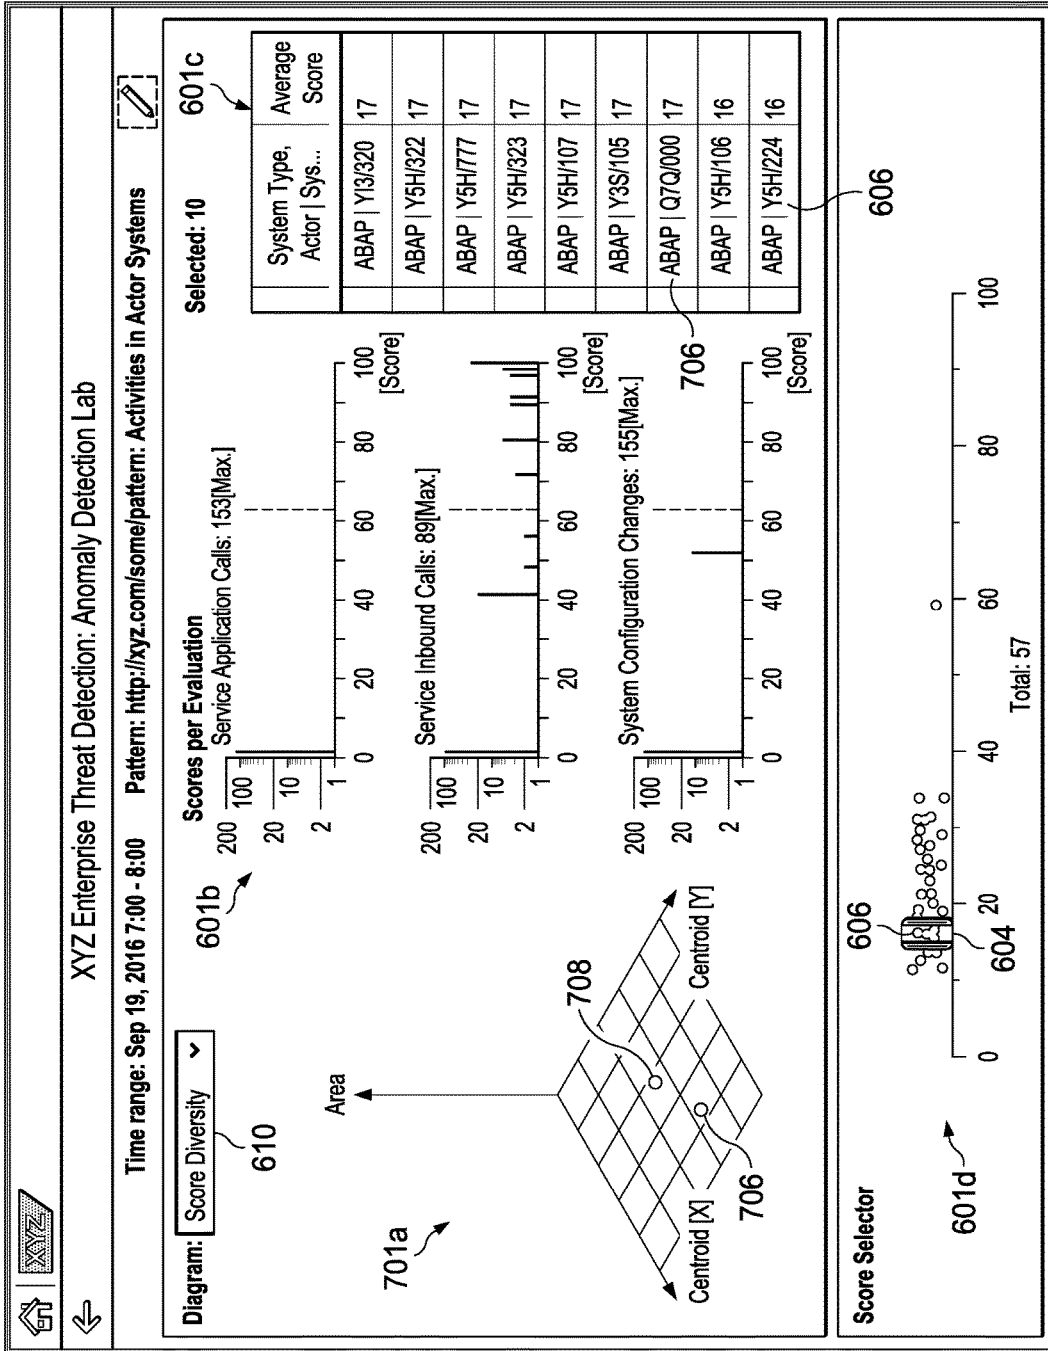 XYZ
XYZ Enterprise Threat Detection: Anomaly Detection Lab
Time range: Sep 19, 2016 7:00 - 8:00 Pattern: http://xyz.com/some/pattern: Activities in Actor Systems
Diagram: Score Diversity
610
701a
Area
Centroid [X]
Centroid [Y]
708
706
601b
Scores per Evaluation
Service Application Calls: 153[Max.]
200
100
20
10
2
1
0 20 40 60 80 100
[Score]
Service Inbound Calls: 89[Max.]
200
100
20
10
2
1
0 20 40 60 80 100
[Score]
System Configuration Changes: 155[Max.]
200
100
20
10
2
1
0 20 40 60 80 100
[Score]
Selected: 10
601c
System Type, Average
Actor | Sys... Score
ABAP | YI3/320 17
ABAP | Y5H/322 17
ABAP | Y5H/777 17
ABAP | Y5H/323 17
ABAP | Y5H/107 17
ABAP | Y3S/105 17
ABAP | Q7Q/000 17
ABAP | Y5H/106 16
ABAP | Y5H/224 16
706
606
Score Selector
601d
606
604
0 20 40 60 80 100
Total: 57